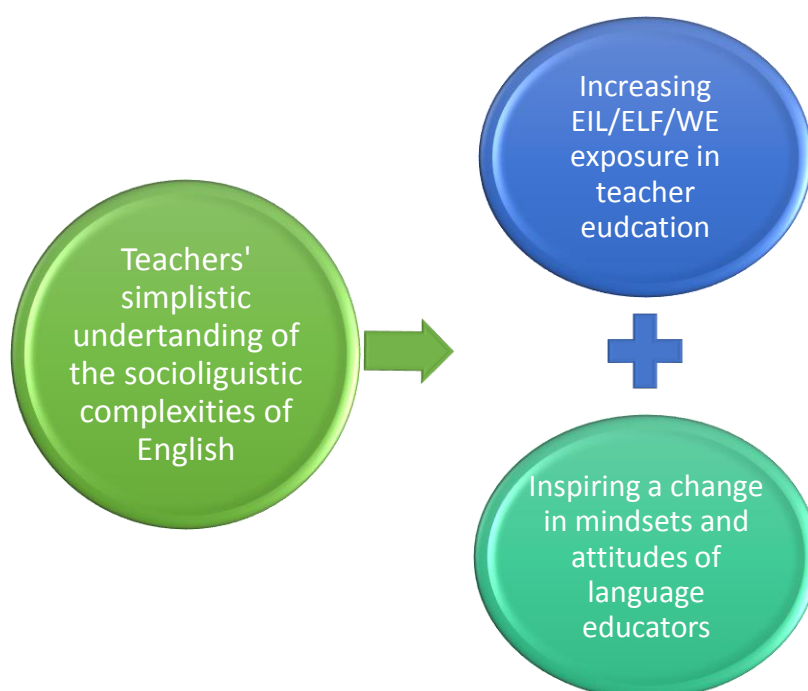 Teachers'
simplistic
undertanding of
the socioliguistic
complexities of
English
Increasing
EIL/ELF/WE
exposure in
teacher
eudcation
Inspiring a change
in mindsets and
attitudes of
language
educators